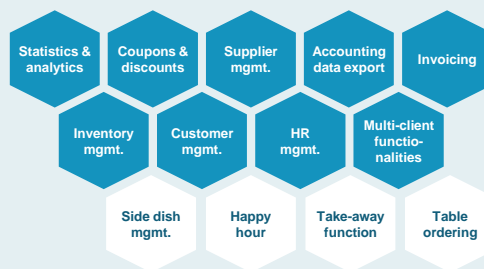 Statistics &
analytics
Coupons &
discounts
Supplier
mgmt.
Accounting
data export
Invoicing
Inventory
mgmt.
Customer
mgmt.
HR
mgmt.
Multi-client
functio-
nalities
Side dish
mgmt.
Happy
hour
Take-away
function
Table
ordering